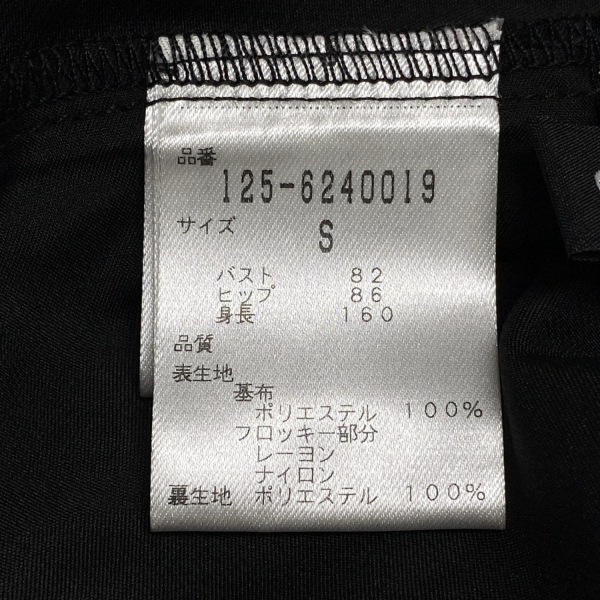 品番
125-6240019
サイズ S
バスト 82
ヒップ 86
身長 160
品質
表生地
基布
ポリエステル 100%
フロッキー部分
レーヨン
ナイロン
裏生地 ポリエステル 100%